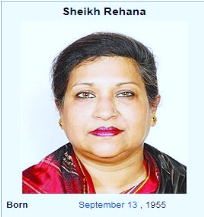 Sheikh Rehana
Born September 13 , 1955